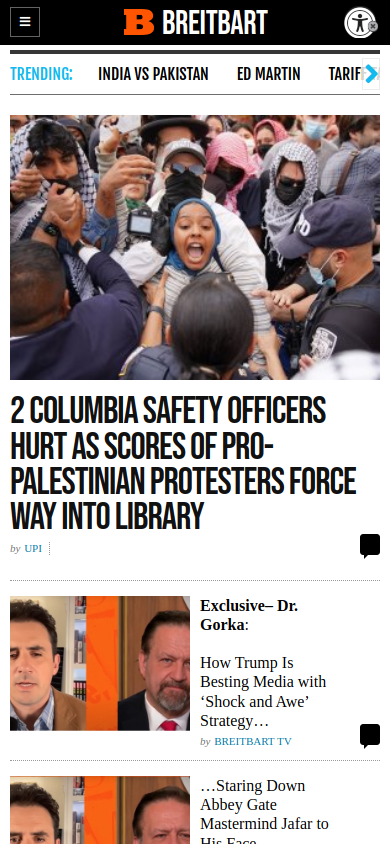 B BREITBART
TRENDING:
INDIA VS PAKISTAN
ED MARTIN
TARIF
2 COLUMBIA SAFETY OFFICERS
HURT AS SCORES OF PRO-
PALESTINIAN PROTESTERS FORCE
WAY INTO LIBRARY
by UPI
Exclusive– Dr.
Gorka:
How Trump Is
Besting Media with
‘Shock and Awe’
Strategy…
by BREITBART TV
…Staring Down
Abbey Gate
Mastermind Jafar to
His Face